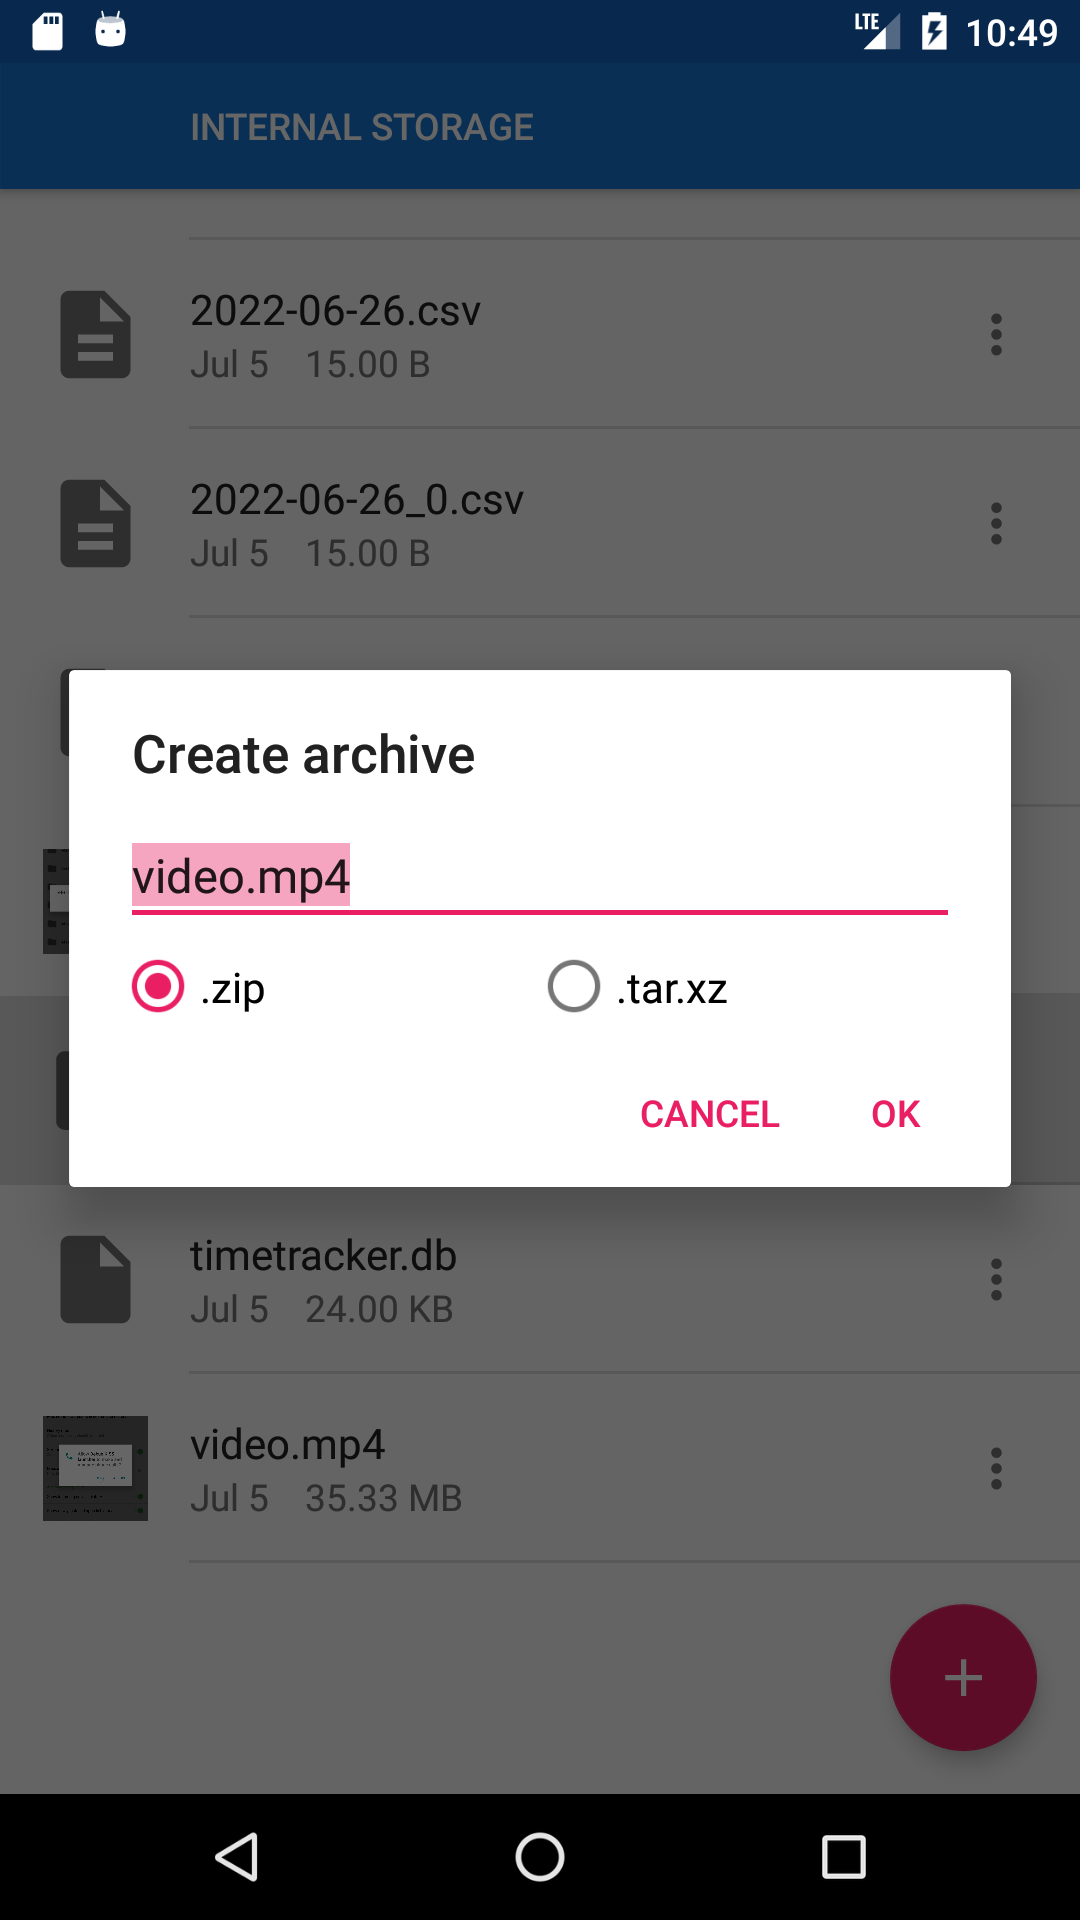 LTE 10:49
INTERNAL STORAGE
2022-06-26.csv
Jul 5 15.00 B
2022-06-26_0.csv
Jul 5 15.00 B
Create archive
video.mp4
.zip .tar.xz
CANCEL OK
timetracker.db
Jul 5 24.00 KB
video.mp4
Jul 5 35.33 MB